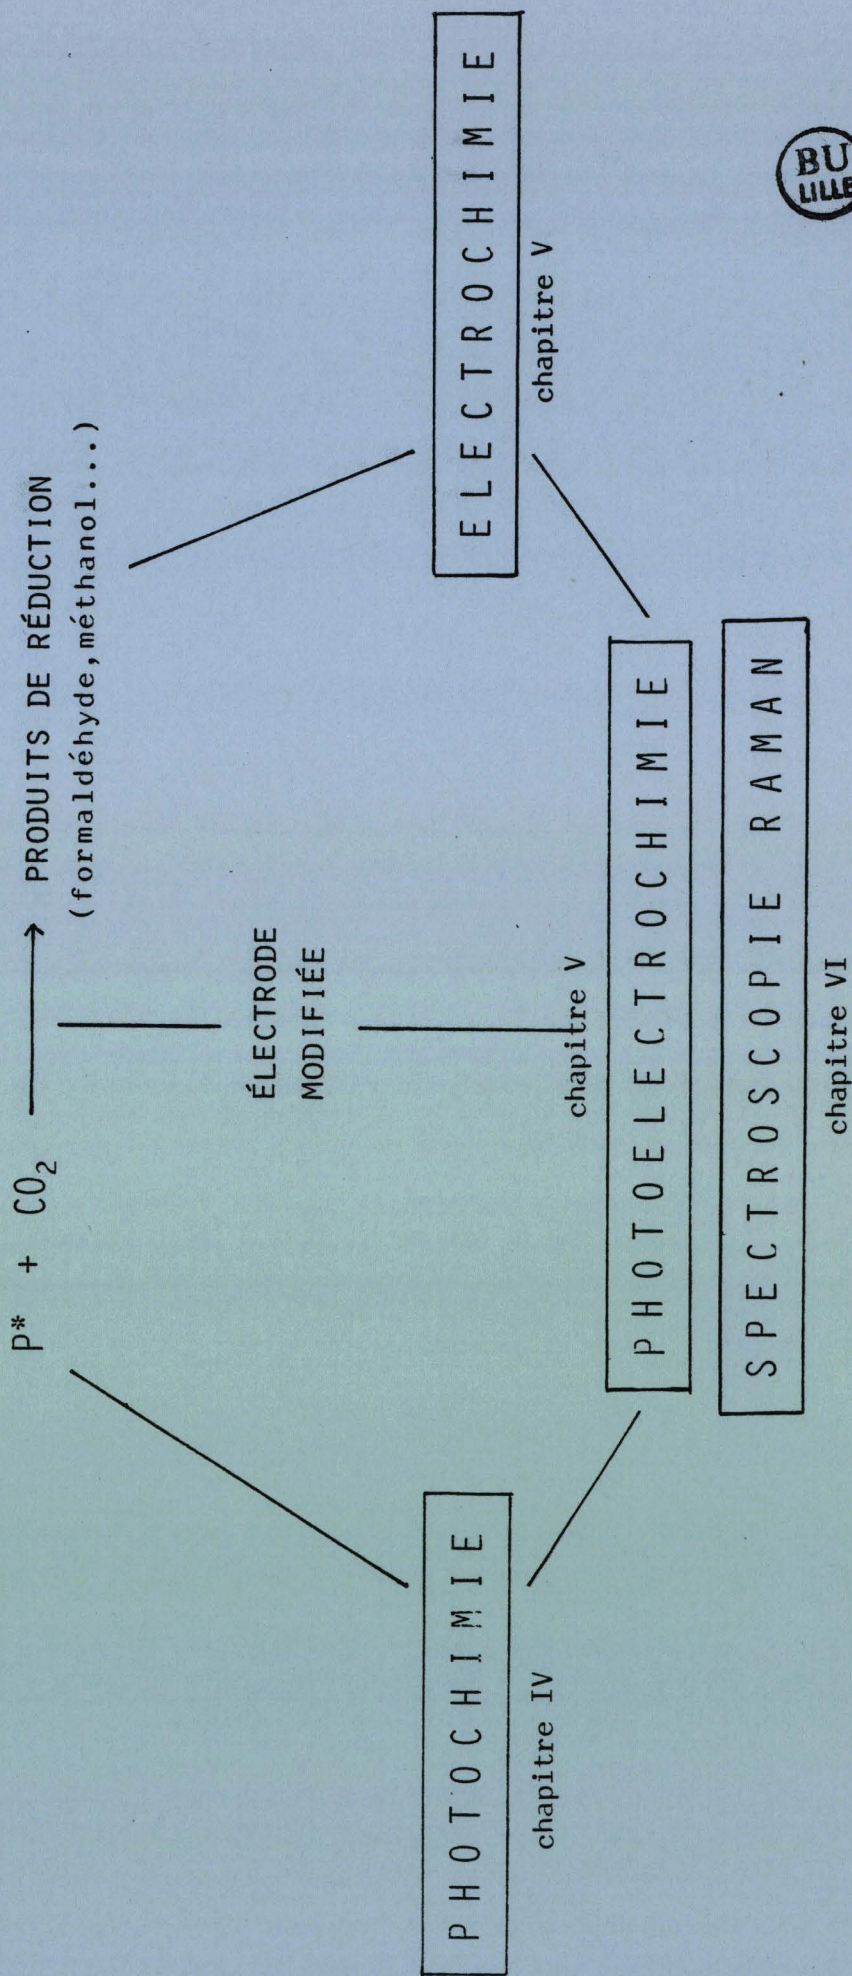 P* + CO₂ ⟶ PRODUITS DE RÉDUCTION
(formaldéhyde,méthanol...)
ÉLECTRODE
MODIFIÉE
PHOTOCHIMIE
chapitre IV
ELECTROCHIMIE
chapitre V
chapitre V
PHOTOELECTROCHIMIE
SPECTROSCOPIE RAMAN
chapitre VI
BU
LILLE